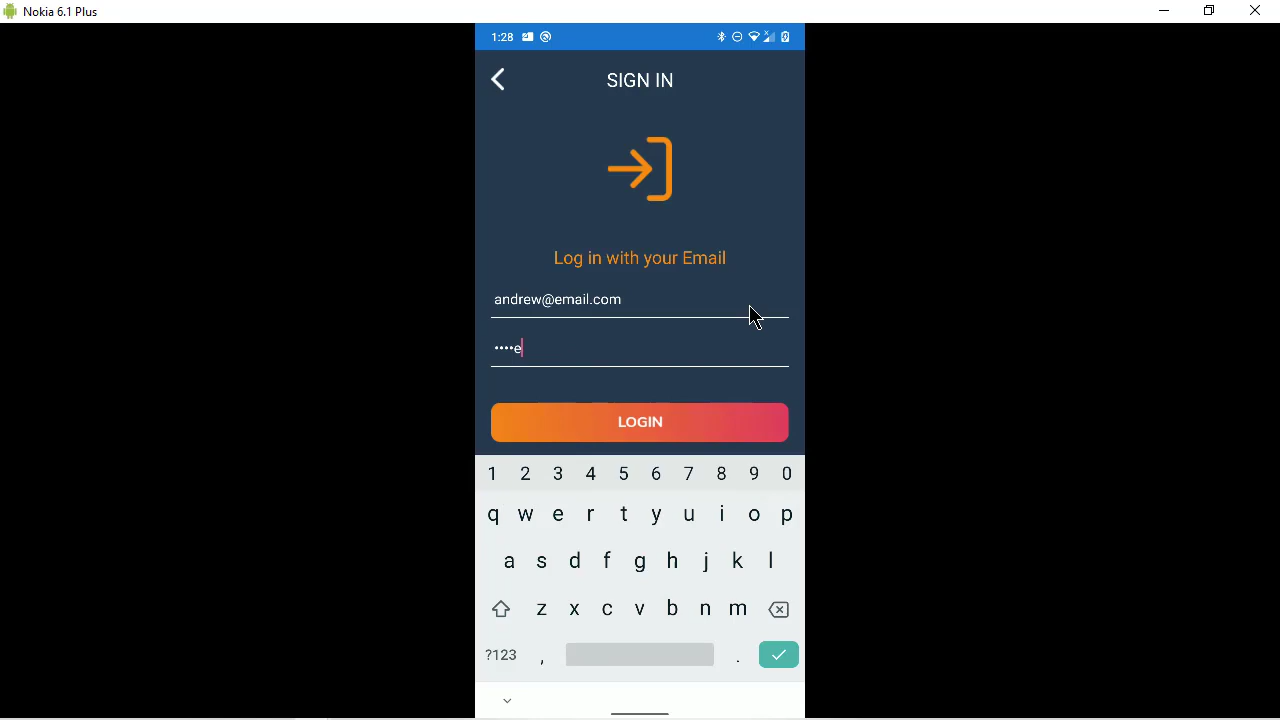 Nokia 6.1 Plus
1:28
SIGN IN
Log in with your Email
andrew@email.com
••••e
LOGIN
1 2 3 4 5 6 7 8 9 0
q w e r t y u i o p
a s d f g h j k l
z x c v b n m
?123 , .